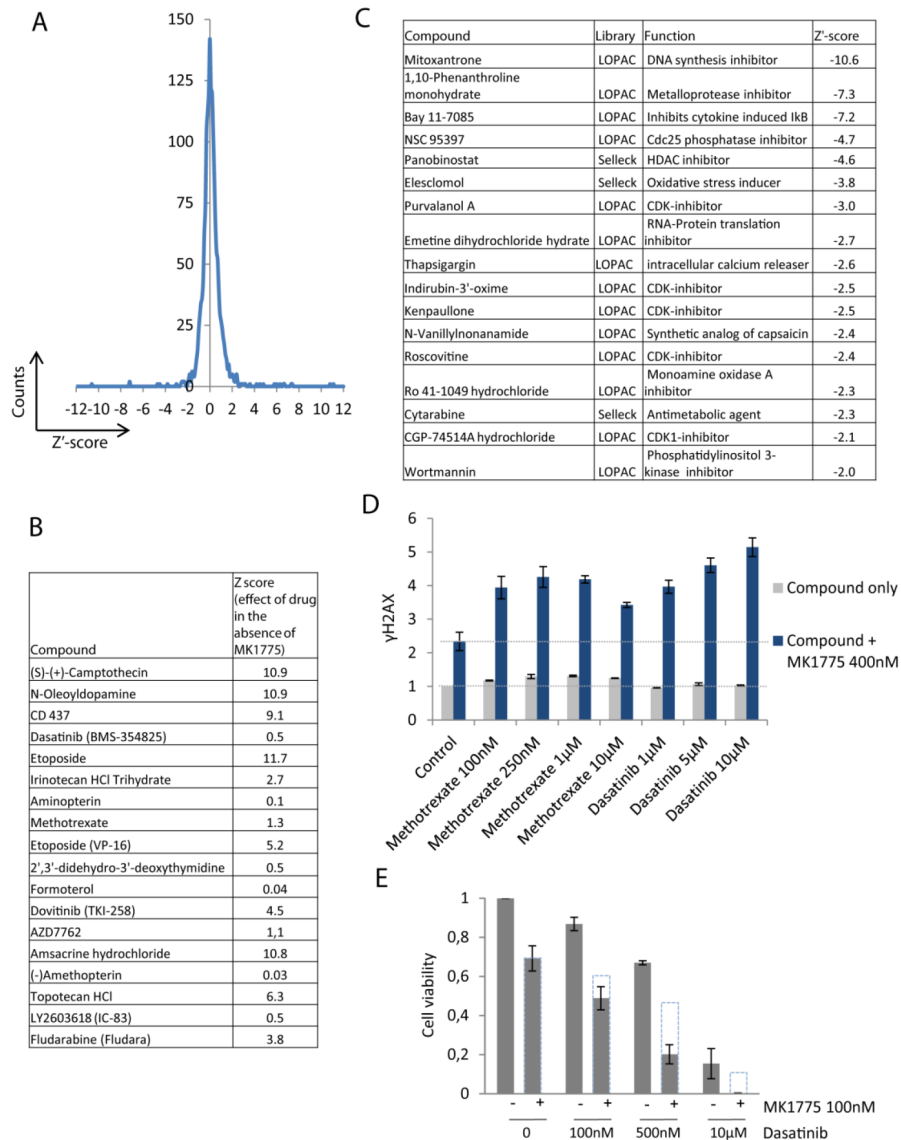 A
150
125
100
75
50
25
0
-12 -10 -8 -6 -4 -2 0 2 4 6 8 10 12
Counts
Z'-score
B
Compound
Z score
(effect of drug
in the
absence of
MK1775)
(S)-(+)-Camptothecin 10.9
N-Oleoyldopamine 10.9
CD 437 9.1
Dasatinib (BMS-354825) 0.5
Etoposide 11.7
Irinotecan HCl Trihydrate 2.7
Aminopterin 0.1
Methotrexate 1.3
Etoposide (VP-16) 5.2
2',3'-didehydro-3'-deoxythymidine 0.5
Formoterol 0.04
Dovitinib (TKI-258) 4.5
AZD7762 1,1
Amsacrine hydrochloride 10.8
(-)Amethopterin 0.03
Topotecan HCl 6.3
LY2603618 (IC-83) 0.5
Fludarabine (Fludara) 3.8
C
Compound Library Function Z'-score
Mitoxantrone LOPAC DNA synthesis inhibitor -10.6
1,10-Phenanthroline
monohydrate LOPAC Metalloprotease inhibitor -7.3
Bay 11-7085 LOPAC Inhibits cytokine induced IkB -7.2
NSC 95397 LOPAC Cdc25 phosphatase inhibitor -4.7
Panobinostat Selleck HDAC inhibitor -4.6
Elesclomol Selleck Oxidative stress inducer -3.8
Purvalanol A LOPAC CDK-inhibitor -3.0
RNA-Protein translation
Emetine dihydrochloride hydrate LOPAC inhibitor -2.7
Thapsigargin LOPAC intracellular calcium releaser -2.6
Indirubin-3'-oxime LOPAC CDK-inhibitor -2.5
Kenpaullone LOPAC CDK-inhibitor -2.5
N-Vanillylnonanamide LOPAC Synthetic analog of capsaicin -2.4
Roscovitine LOPAC CDK-inhibitor -2.4
Monoamine oxidase A
Ro 41-1049 hydrochloride LOPAC inhibitor -2.3
Cytarabine Selleck Antimetabolic agent -2.3
CGP-74514A hydrochloride LOPAC CDK1-inhibitor -2.1
Phosphatidylinositol 3-
Wortmannin LOPAC kinase inhibitor -2.0
D
6
5
4
3
2
1
0
γH2AX
Control
Methotrexate 100nM
Methotrexate 250nM
Methotrexate 1μM
Methotrexate 10μM
Dasatinib 1μM
Dasatinib 5μM
Dasatinib 10μM
Compound only
Compound +
MK1775 400nM
E
1
0,8
0,6
0,4
0,2
0
Cell viability
- + - + - + - + MK1775 100nM
0 100nM 500nM 10μM Dasatinib